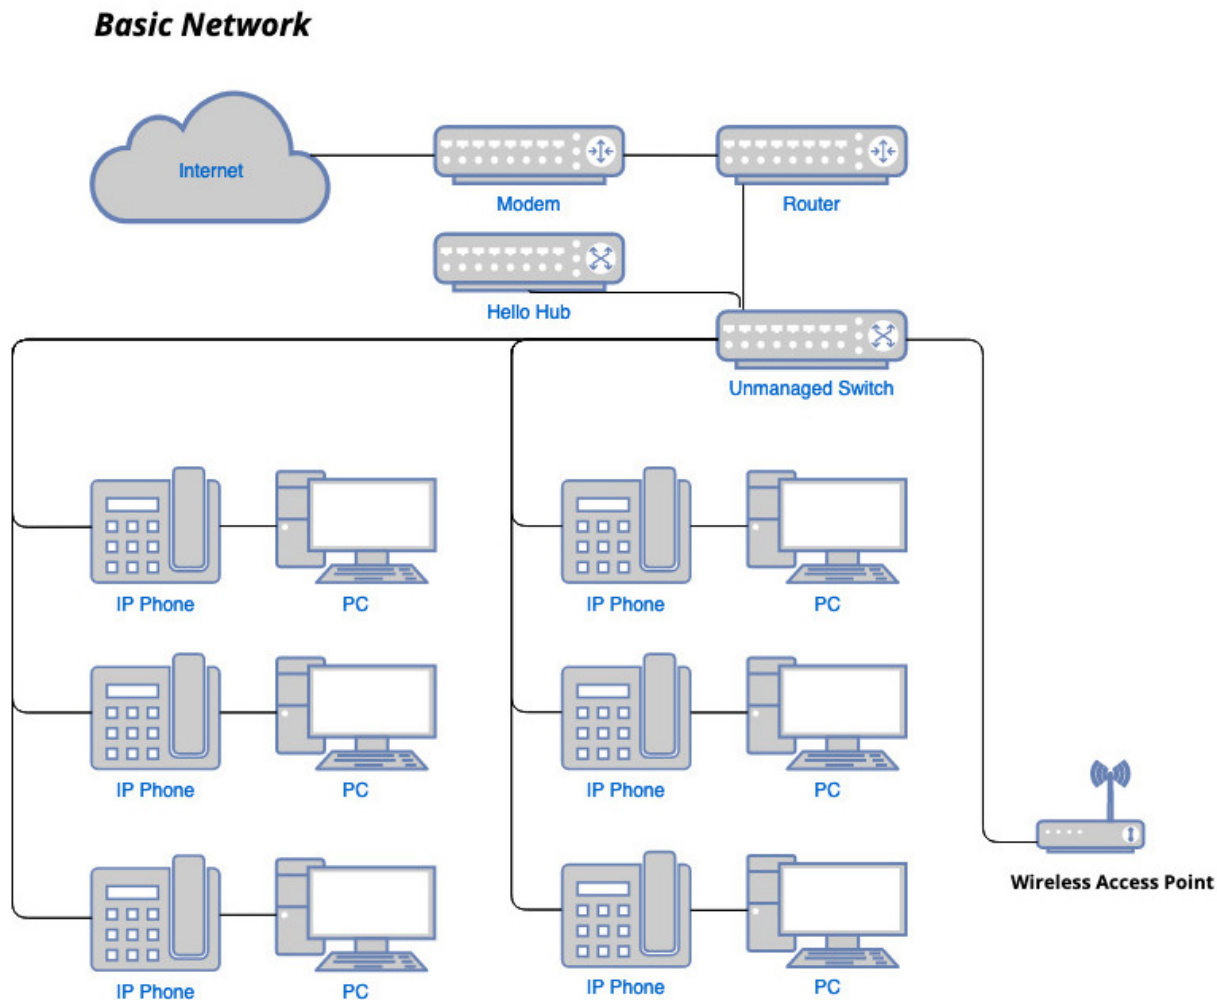 Basic Network
Internet
Modem
Router
Hello Hub
Unmanaged Switch
IP Phone
PC
IP Phone
PC
IP Phone
PC
IP Phone
PC
Wireless Access Point
IP Phone
PC
IP Phone
PC